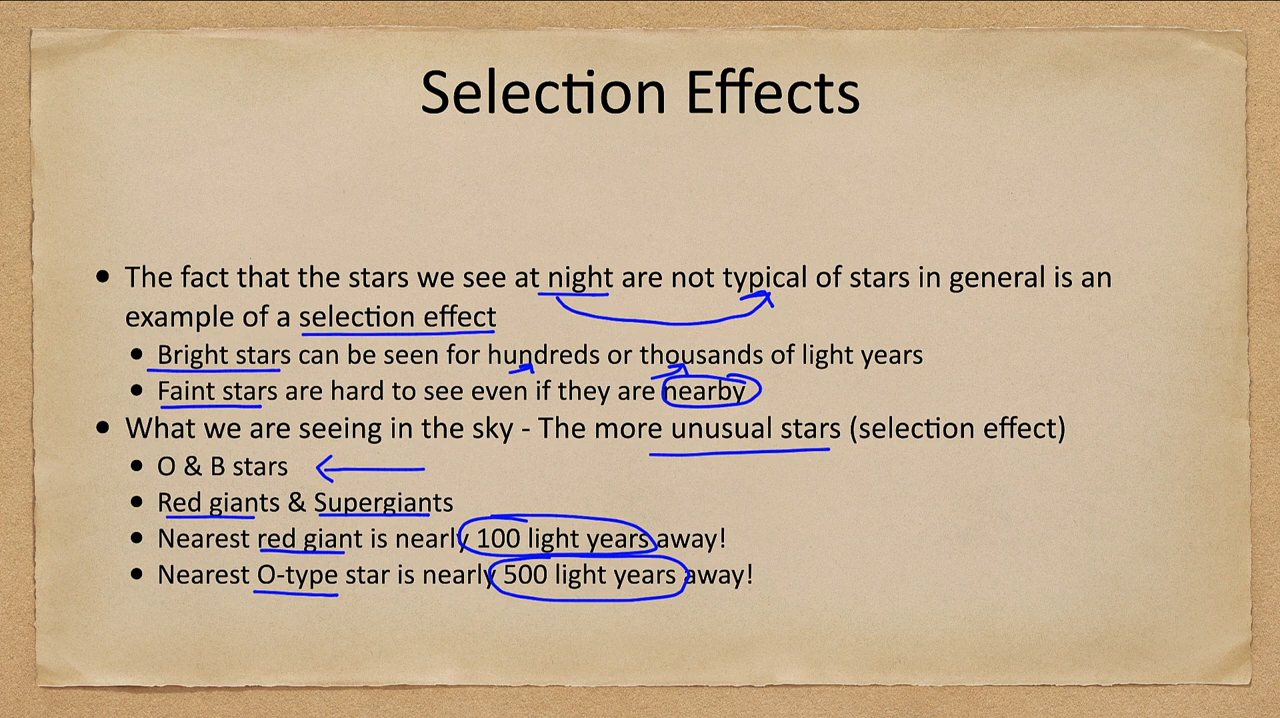 Selection Effects
• The fact that the stars we see at night are not typical of stars in general is an
example of a selection effect
• Bright stars can be seen for hundreds or thousands of light years
• Faint stars are hard to see even if they are nearby
• What we are seeing in the sky - The more unusual stars (selection effect)
• O & B stars
• Red giants & Supergiants
• Nearest red giant is nearly 100 light years away!
• Nearest O-type star is nearly 500 light years away!